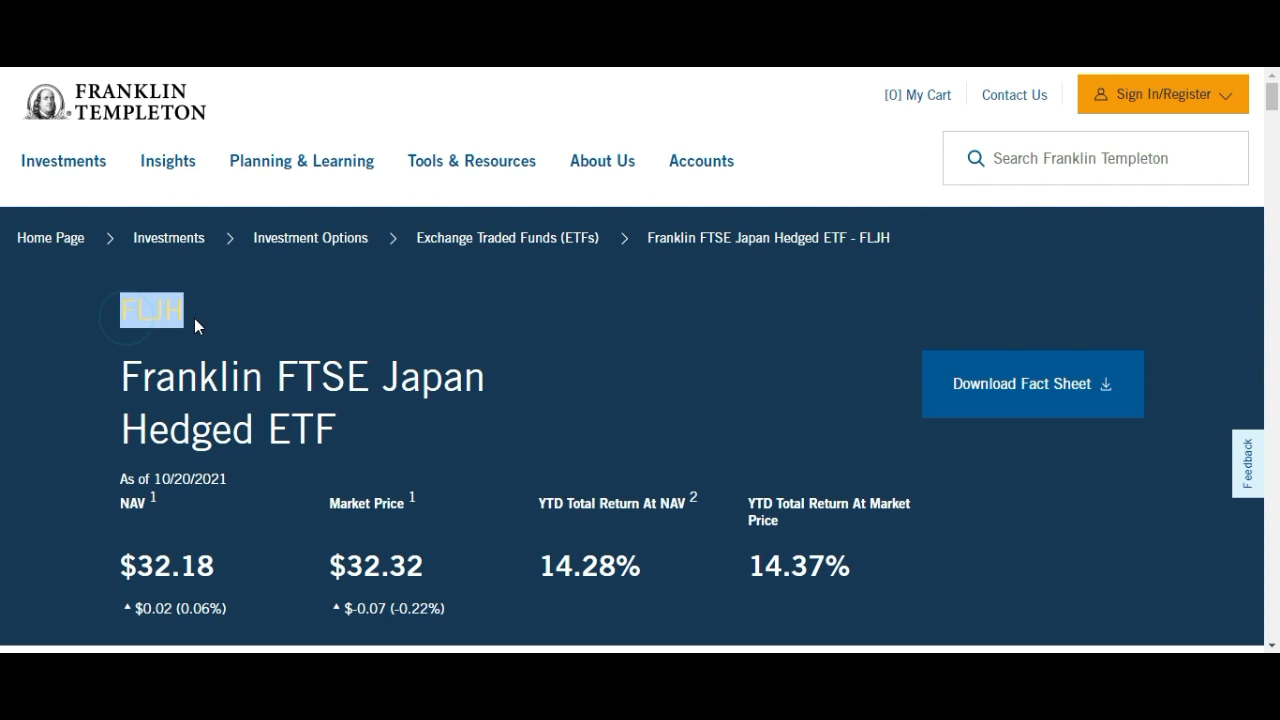 FRANKLIN
TEMPLETON
[0] My Cart
Contact Us
Sign In/Register
Investments
Insights
Planning & Learning
Tools & Resources
About Us
Accounts
Search Franklin Templeton
Home Page
Investments
Investment Options
Exchange Traded Funds (ETFs)
Franklin FTSE Japan Hedged ETF - FLJH
FLJH
Franklin FTSE Japan
Hedged ETF
Download Fact Sheet
Feedback
As of 10/20/2021
NAV 1
$32.18
$0.02 (0.06%)
Market Price 1
$32.32
$-0.07 (-0.22%)
YTD Total Return At NAV 2
14.28%
YTD Total Return At Market
Price
14.37%